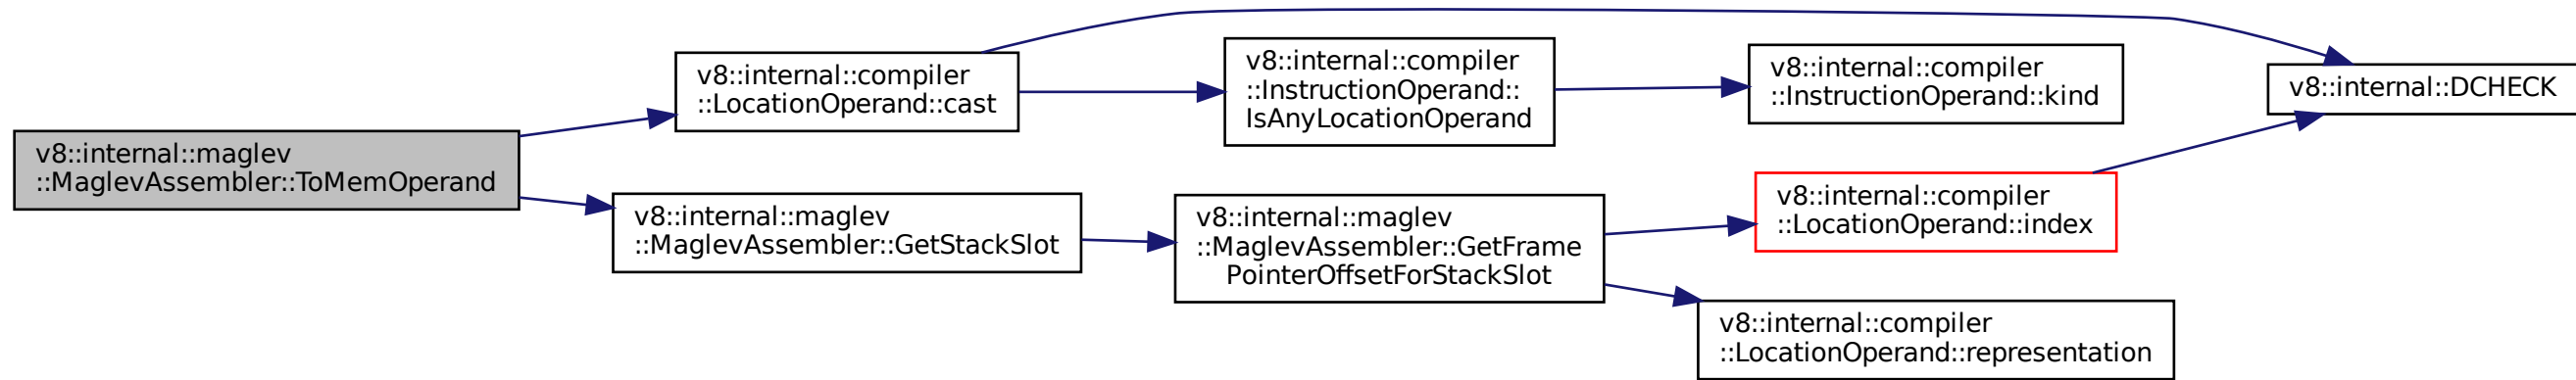 v8::internal::maglev
::MaglevAssembler::ToMemOperand
v8::internal::compiler
::LocationOperand::cast
v8::internal::maglev
::MaglevAssembler::GetStackSlot
v8::internal::compiler
::InstructionOperand::
IsAnyLocationOperand
v8::internal::maglev
::MaglevAssembler::GetFrame
PointerOffsetForStackSlot
v8::internal::compiler
::InstructionOperand::kind
v8::internal::compiler
::LocationOperand::index
v8::internal::compiler
::LocationOperand::representation
v8::internal::DCHECK